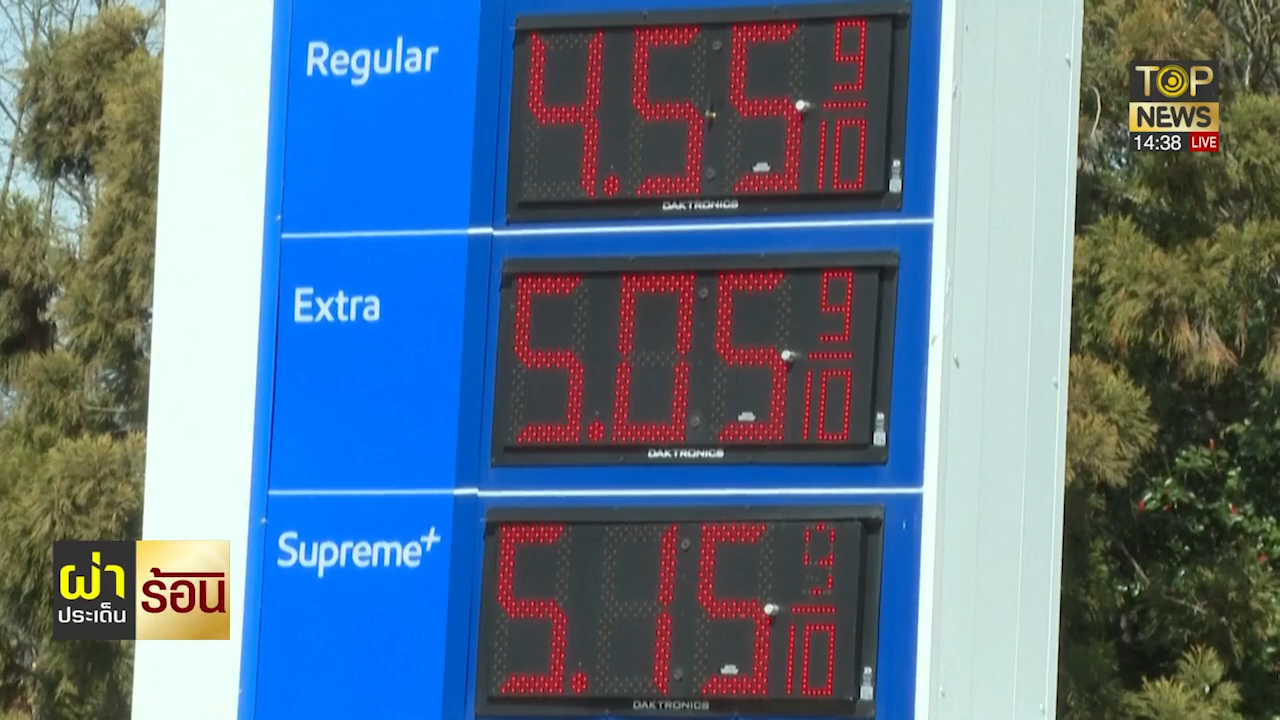 Regular
4.55 9/10
DAKTRONICS
TOP
NEWS
14:38 LIVE
Extra
5.05 9/10
DAKTRONICS
Supreme+
5.15 9/10
DAKTRONICS
ผ่า
ประเด็น
ร้อน